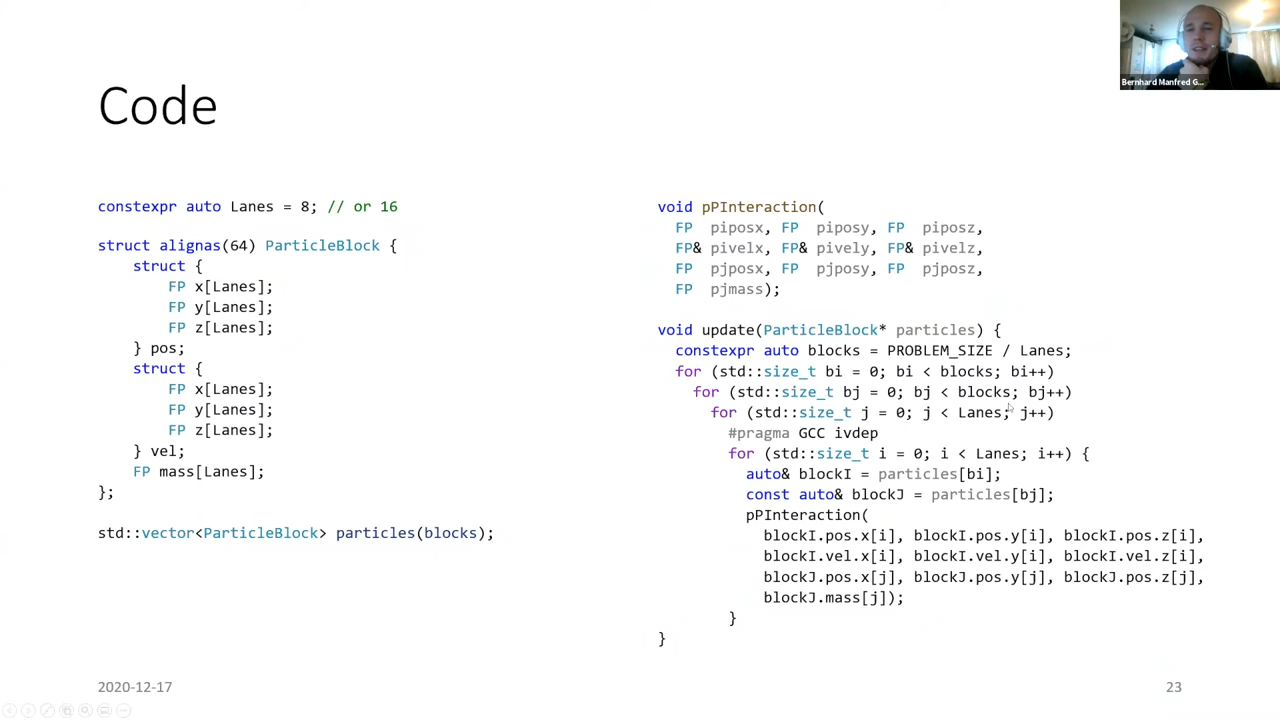 Bernhard Manfred G...
Code
constexpr auto Lanes = 8; // or 16
struct alignas(64) ParticleBlock {
struct {
FP x[Lanes];
FP y[Lanes];
FP z[Lanes];
} pos;
struct {
FP x[Lanes];
FP y[Lanes];
FP z[Lanes];
} vel;
FP mass[Lanes];
};
std::vector<ParticleBlock> particles(blocks);
void pPInteraction(
FP piposx, FP piposy, FP piposz,
FP& pivelx, FP& pively, FP& pivelz,
FP pjposx, FP pjposy, FP pjposz,
FP pjmass);
void update(ParticleBlock* particles) {
constexpr auto blocks = PROBLEM_SIZE / Lanes;
for (std::size_t bi = 0; bi < blocks; bi++)
for (std::size_t bj = 0; bj < blocks; bj++)
for (std::size_t j = 0; j < Lanes; j++)
#pragma GCC ivdep
for (std::size_t i = 0; i < Lanes; i++) {
auto& blockI = particles[bi];
const auto& blockJ = particles[bj];
pPInteraction(
blockI.pos.x[i], blockI.pos.y[i], blockI.pos.z[i],
blockI.vel.x[i], blockI.vel.y[i], blockI.vel.z[i],
blockJ.pos.x[j], blockJ.pos.y[j], blockJ.pos.z[j],
blockJ.mass[j]);
}
}
2020-12-17
23